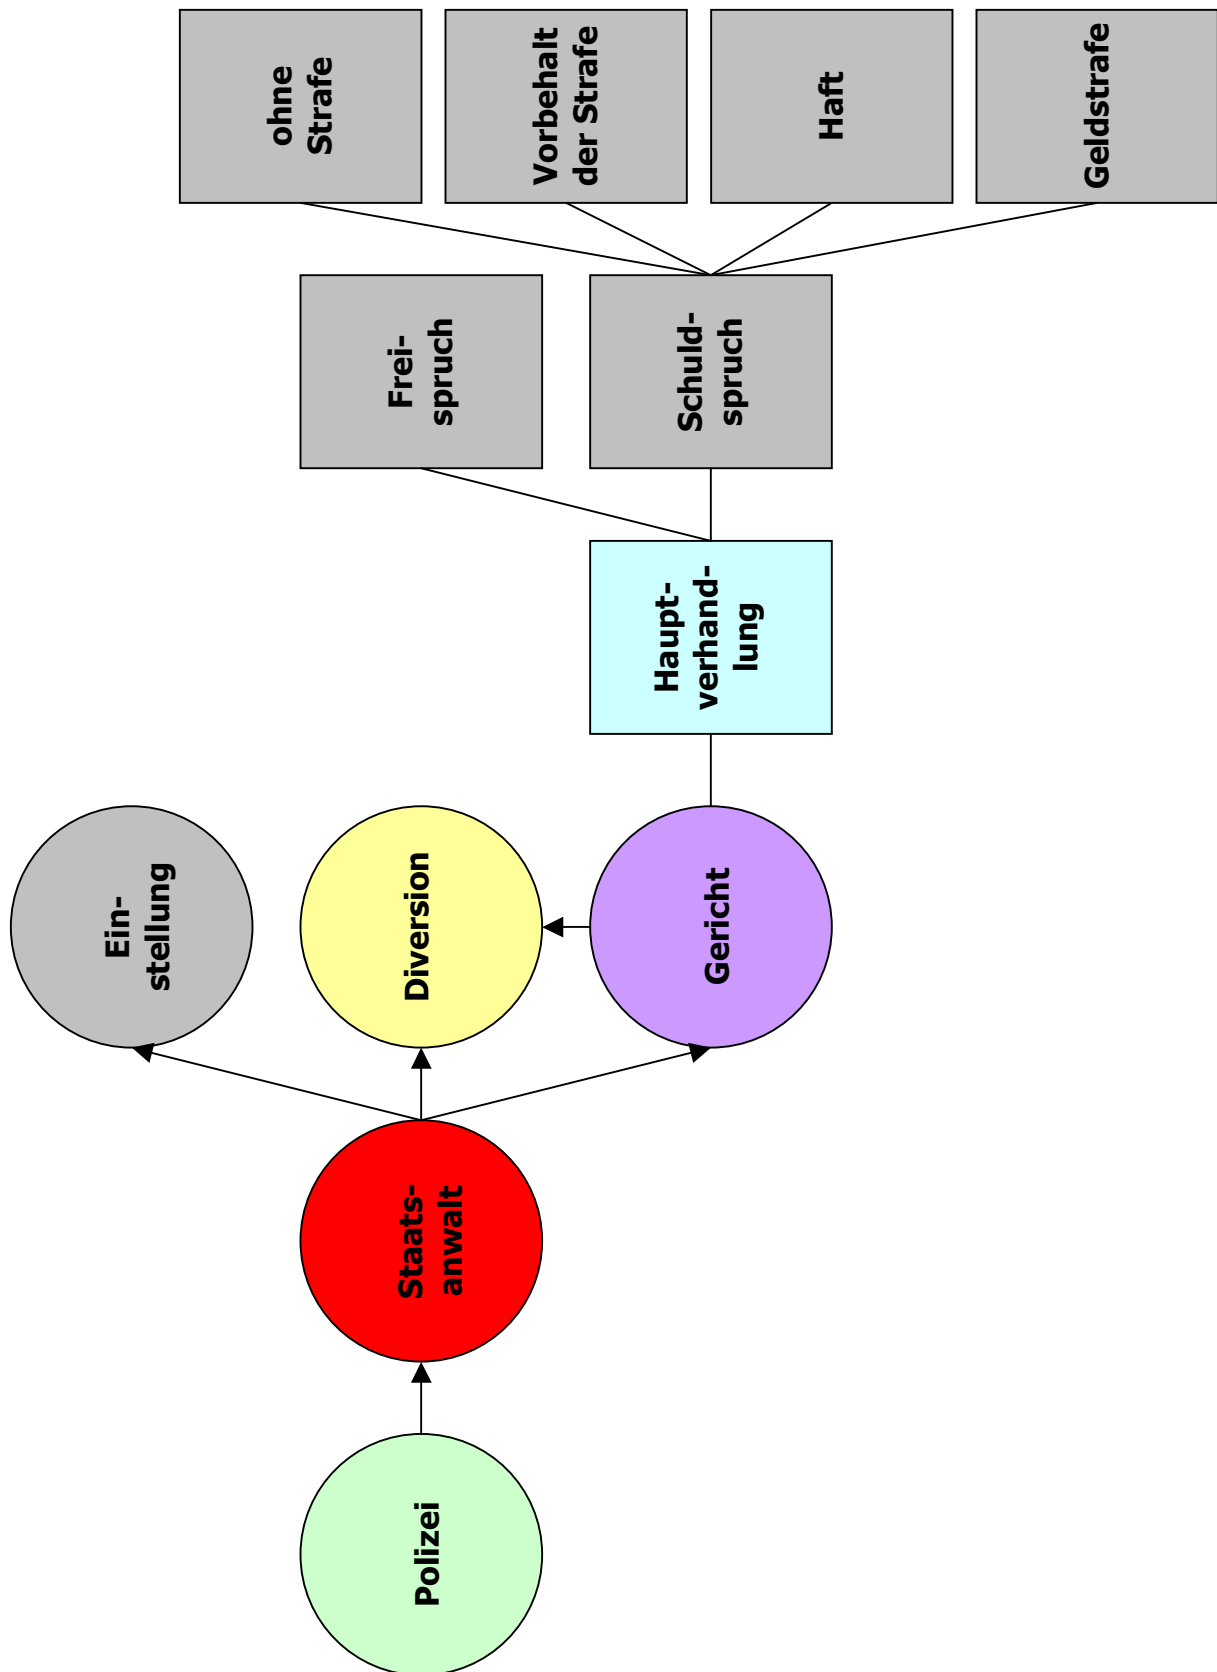 Polizei
Staats-
anwalt
Ein-
stellung
Diversion
Gericht
Haupt-
verhand-
lung
Frei-
spruch
Schuld-
spruch
ohne
Strafe
Vorbehalt
der Strafe
Haft
Geldstrafe